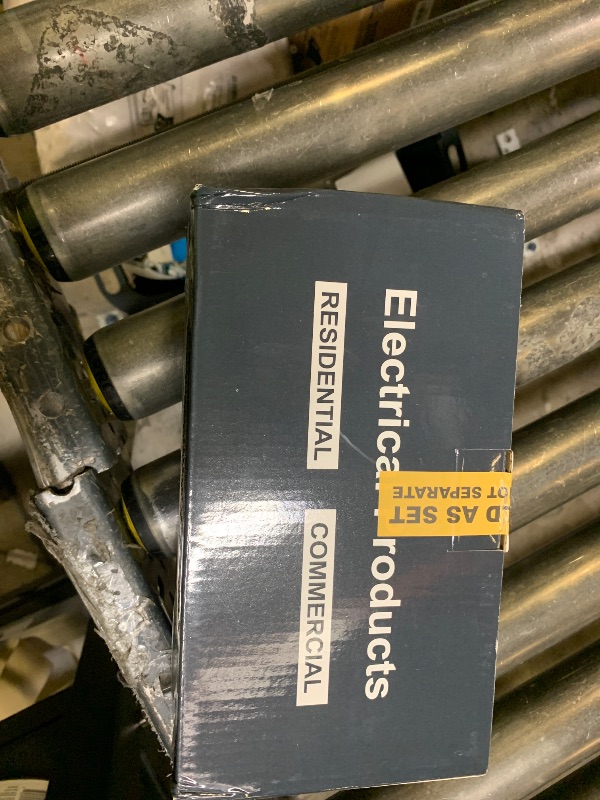 Electrical Products
RESIDENTIAL COMMERCIAL
LD AS SET
OT SEPARATE